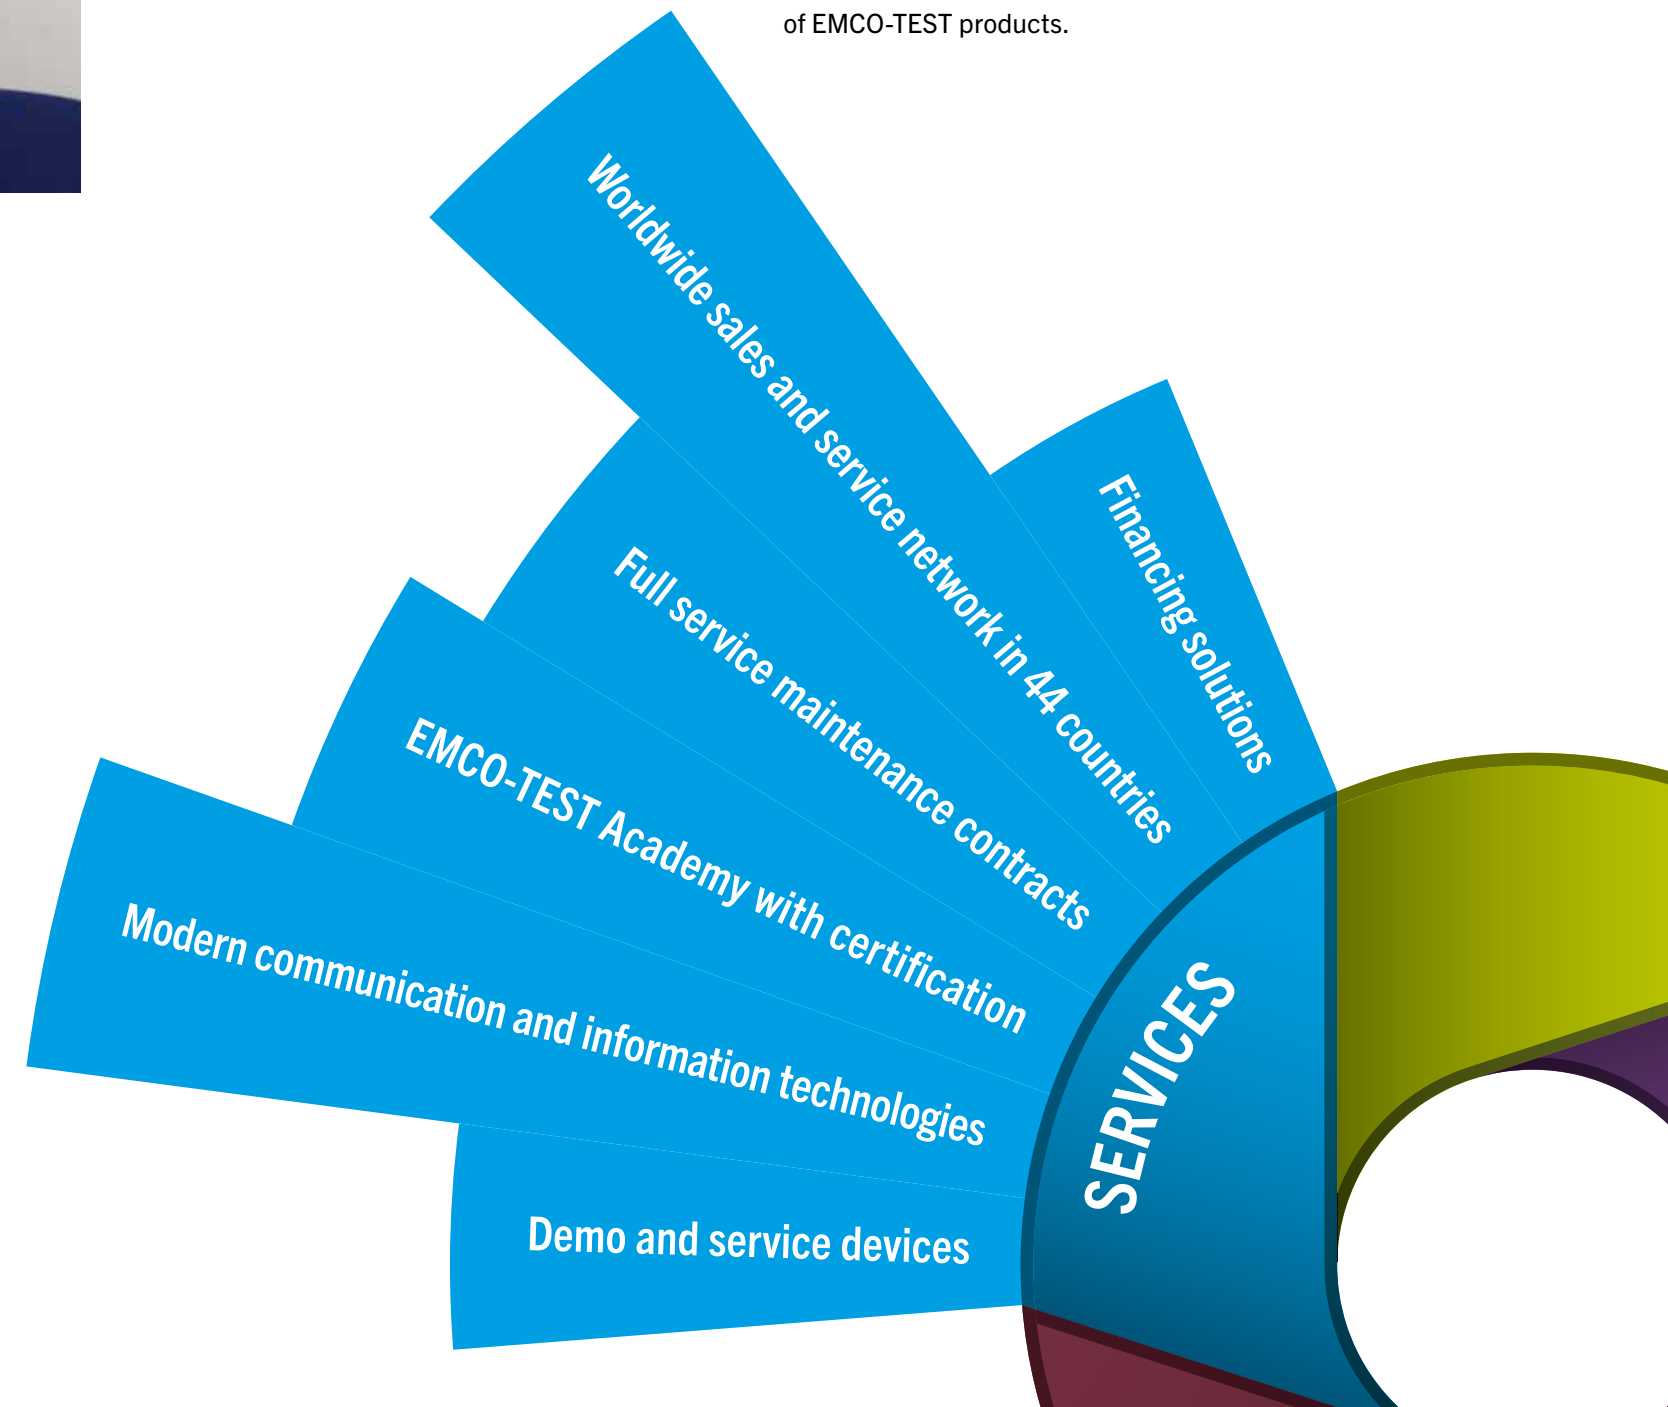 of EMCO-TEST products.
Worldwide sales and service network in 44 countries
Financing solutions
Full service maintenance contracts
EMCO-TEST Academy with certification
Modern communication and information technologies
Demo and service devices
SERVICES